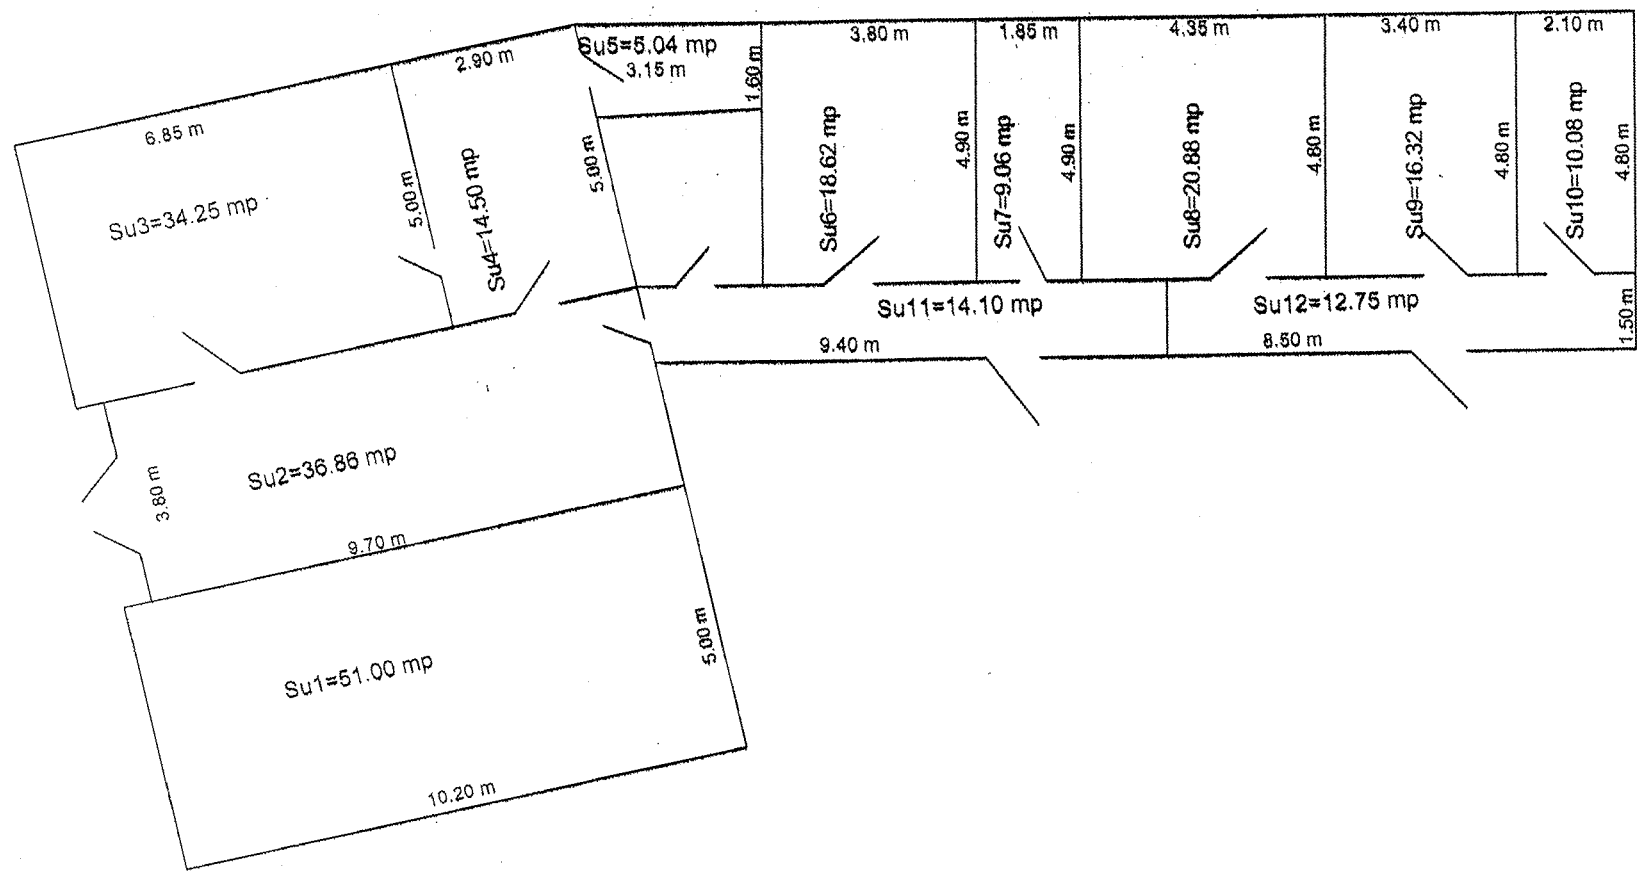 Su5=5.04 mp
3.15 m
1.60 m
2.90 m
6.85 m
3.80 m
1.85 m
4.35 m
3.40 m
2.10 m
Su3=34.25 mp
5.00 m
Su4=14.50 mp
5.00 m
Su6=18.62 mp
4.90 m
Su7=9.06 mp
4.90 m
Su8=20.88 mp
4.80 m
Su9=16.32 mp
4.80 m
Su10=10.08 mp
4.80 m
Su11=14.10 mp
9.40 m
Su12=12.75 mp
8.50 m
1.50 m
Su2=36.86 mp
3.80 m
9.70 m
Su1=51.00 mp
5.00 m
10.20 m